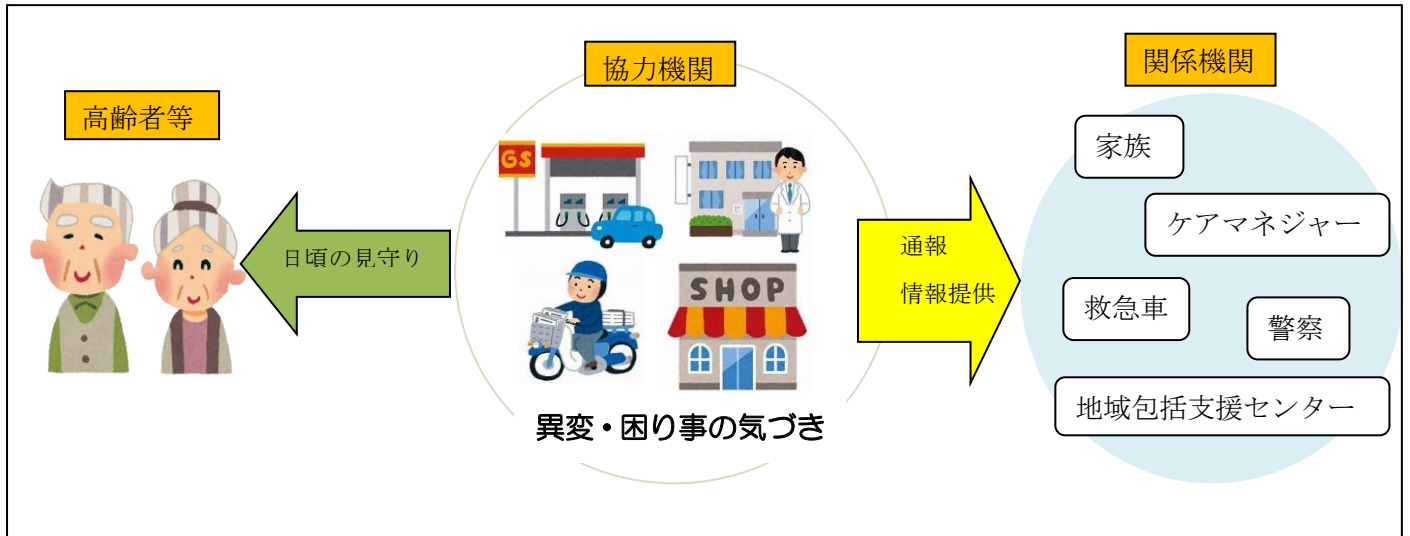 高齢者等
日頃の見守り
協力機関
GS
SHOP
異変・困り事の気づき
通報
情報提供
関係機関
家族
ケアマネジャー
救急車
警察
地域包括支援センター